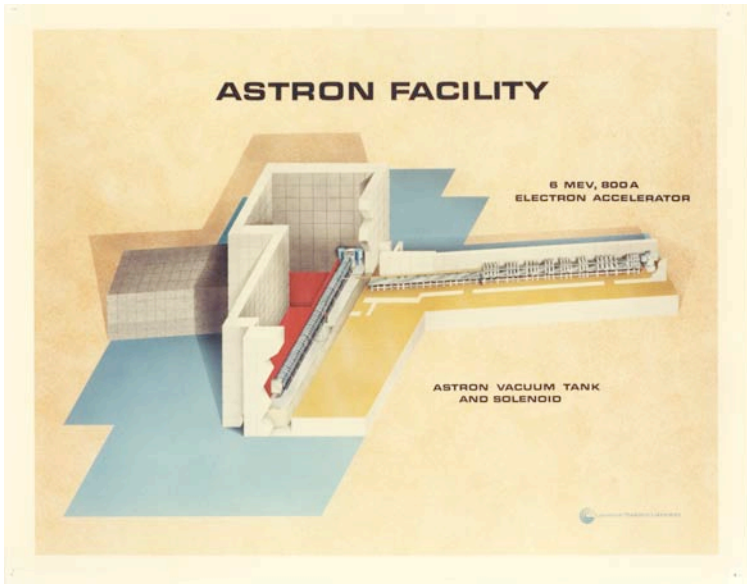 ASTRON FACILITY
6 MEV, 800A
ELECTRON ACCELERATOR
ASTRON VACUUM TANK
AND SOLENOID